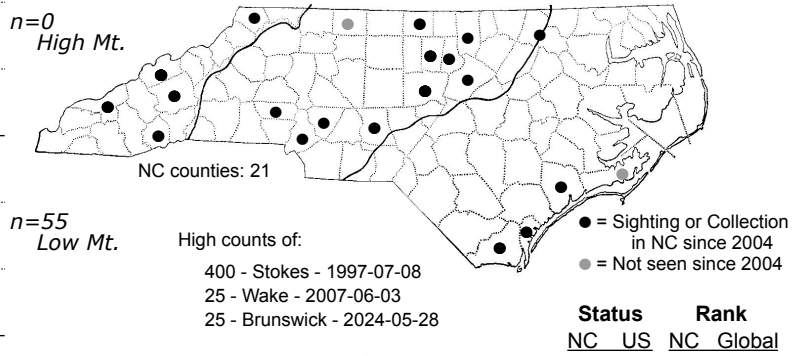 n=0
High Mt.
NC counties: 21
n=55
Low Mt.
High counts of:
400 - Stokes - 1997-07-08
25 - Wake - 2007-06-03
25 - Brunswick - 2024-05-28
● = Sighting or Collection
in NC since 2004
● = Not seen since 2004
Status Rank
NC US NC Global